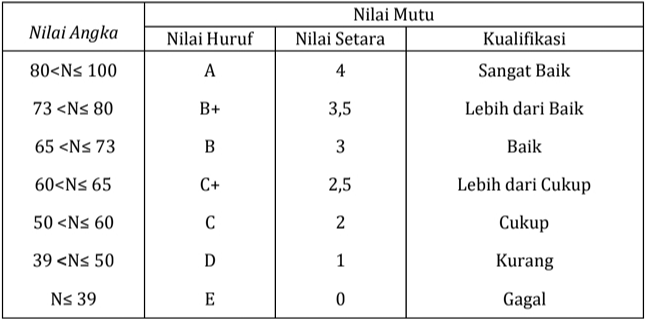 Nilai Angka Nilai Mutu
Nilai Huruf Nilai Setara Kualifikasi
80<N≤ 100 A 4 Sangat Baik
73 <N≤ 80 B+ 3,5 Lebih dari Baik
65 <N≤ 73 B 3 Baik
60<N≤ 65 C+ 2,5 Lebih dari Cukup
50 <N≤ 60 C 2 Cukup
39 <N≤ 50 D 1 Kurang
N≤ 39 E 0 Gagal